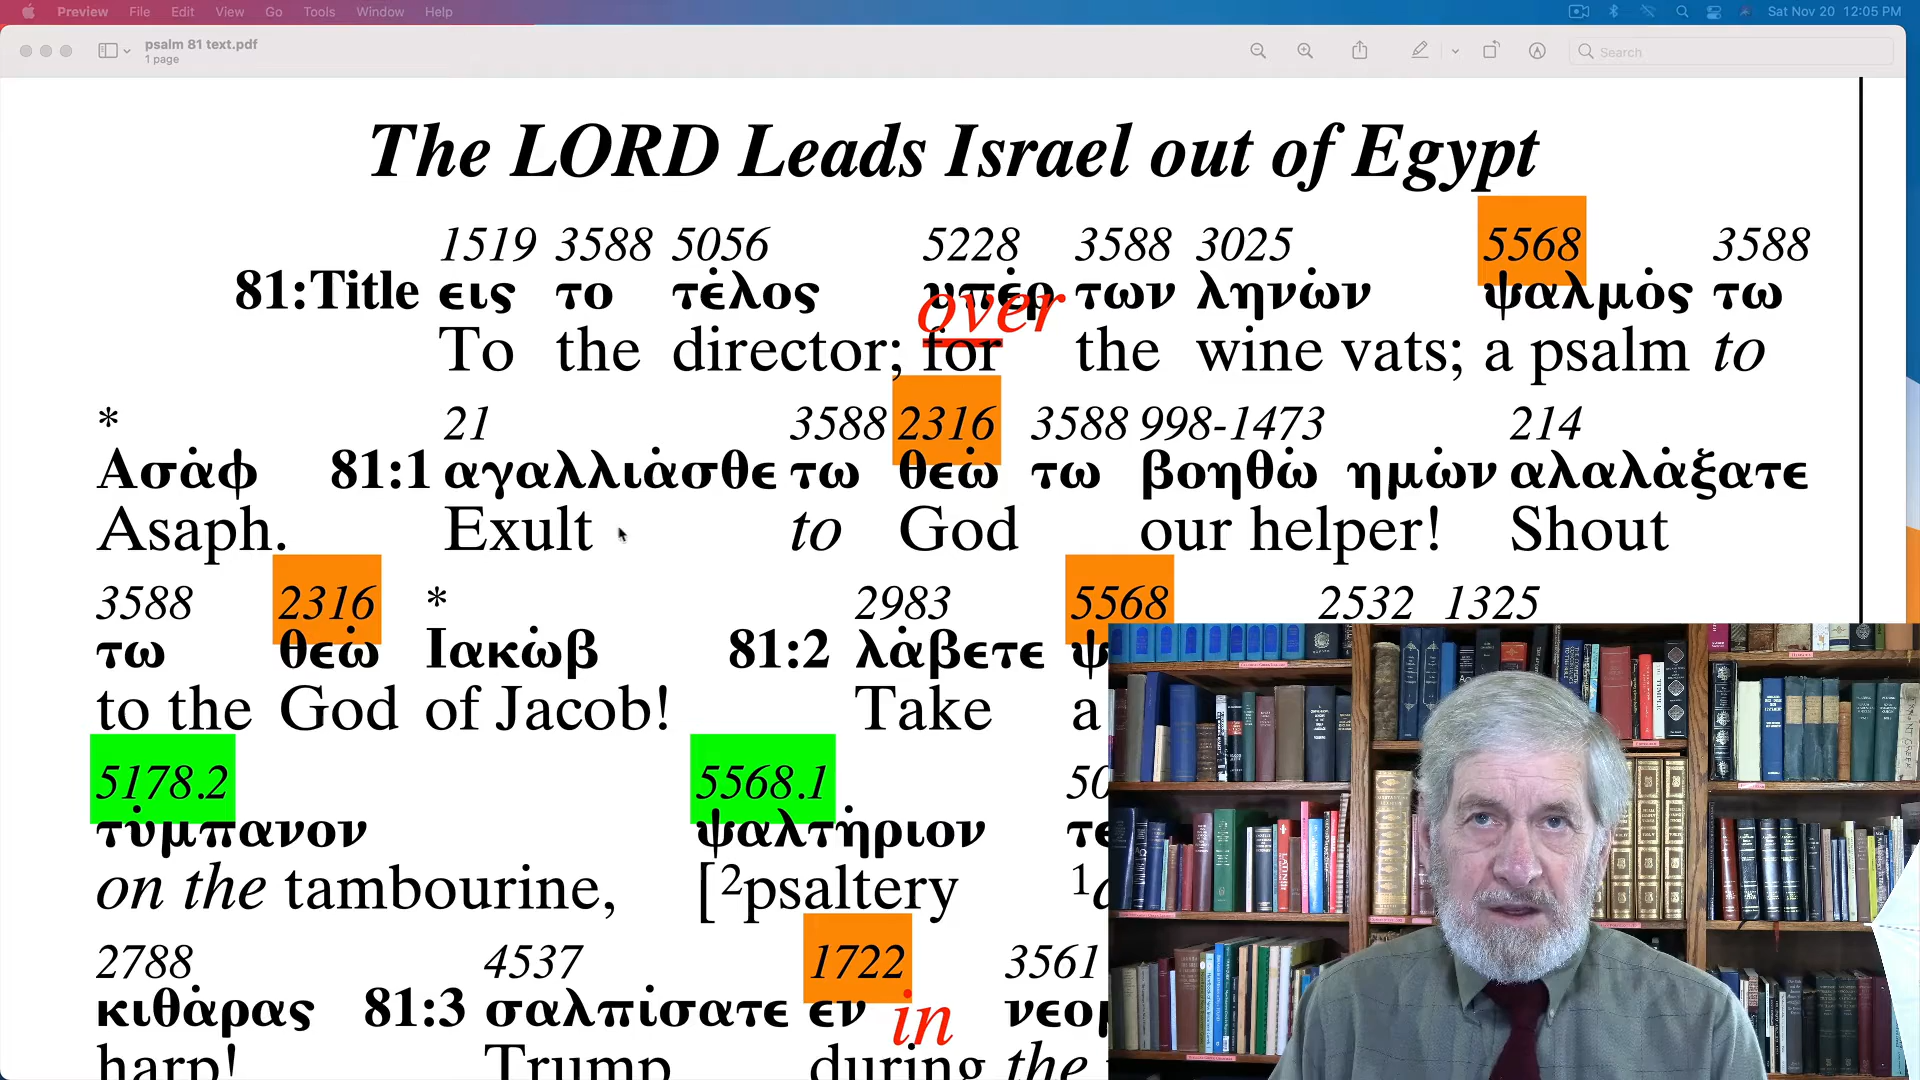 Preview File Edit View Go Tools Window Help Sat Nov 20 12:05 PM
psalm 81 text.pdf
1 page
Search
The LORD Leads Israel out of Egypt
1519 3588 5056 5228 3588 3025 5568 3588
81:Title εις το τέλος υπέρ των ληνών ψαλμός τω
over
To the director; for the wine vats; a psalm to
* 21 3588 2316 3588 998-1473 214
Ασάφ 81:1 αγαλλιάσθε τω θεώ τω βοηθώ ημών αλαλάξατε
Asaph. Exult to God our helper! Shout
3588 2316 * 2983 5568 2532 1325
τω θεώ Ιακώβ 81:2 λάβετε ψ
to the God of Jacob! Take a
5178.2 5568.1 50
τύμπανον ψαλτήριον τε
on the tambourine, [²psaltery ¹
2788 4537 1722 3561
κιθάρας 81:3 σαλπίσατε εν νεο
in
harp! Trump during the